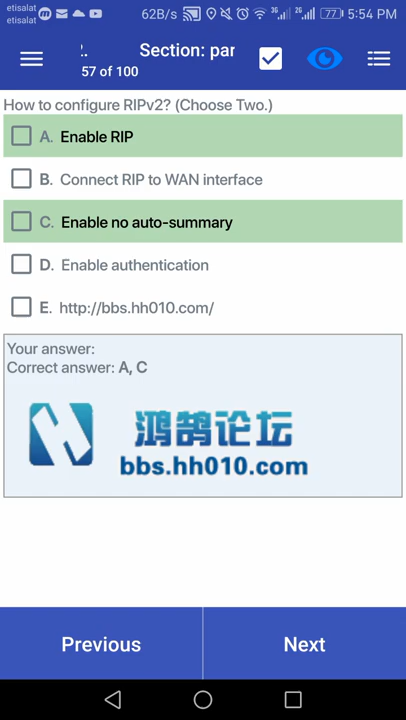 etisalat
etisalat
62B/s 3G 2G 77 5:54 PM
Section: par
57 of 100
How to configure RIPv2? (Choose Two.)
A. Enable RIP
B. Connect RIP to WAN interface
C. Enable no auto-summary
D. Enable authentication
E. http://bbs.hh010.com/
Your answer:
Correct answer: A, C
鸿鹄论坛
bbs.hh010.com
Previous Next